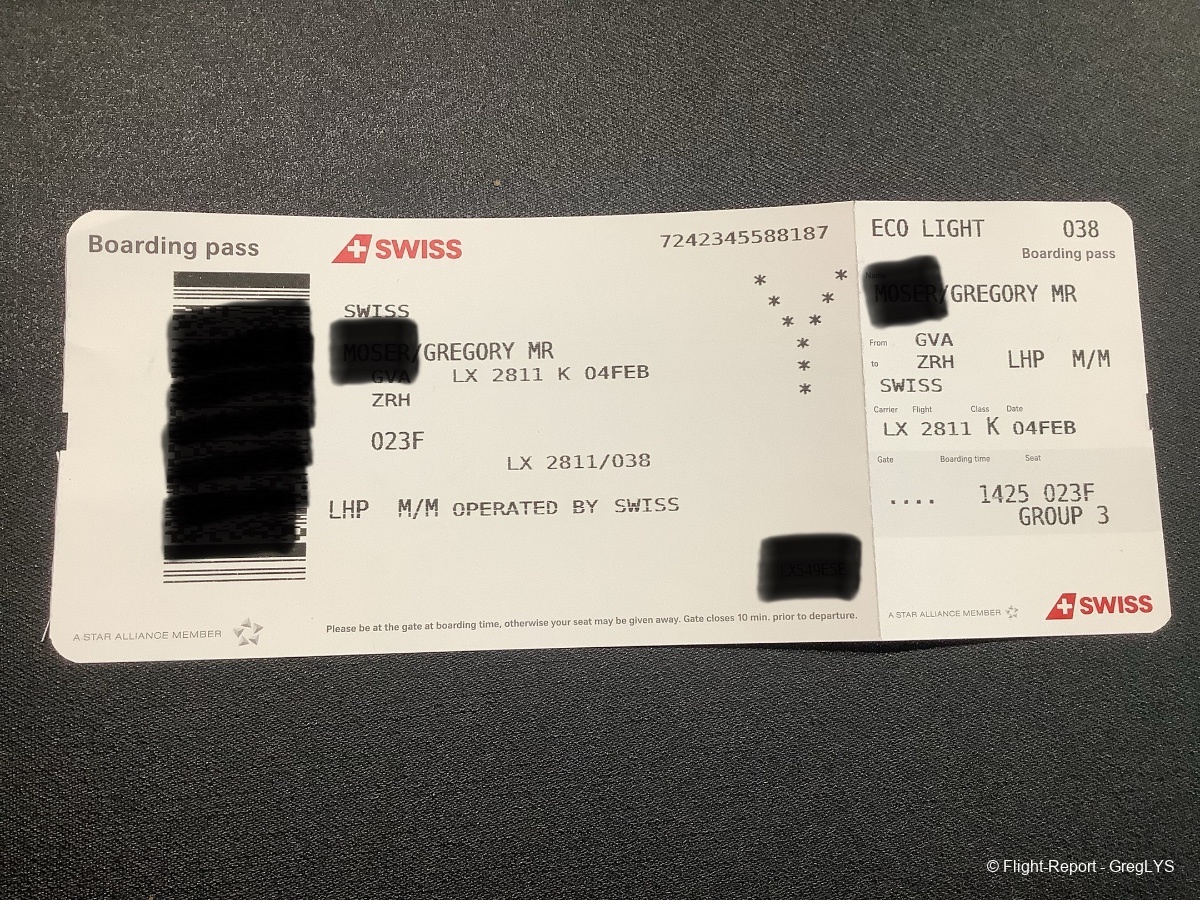 Boarding pass
SWISS
7242345588187
SWISS
/GREGORY MR
GVA LX 2811 K 04FEB
ZRH
023F
LX 2811/038
LHP M/M OPERATED BY SWISS
A STAR ALLIANCE MEMBER
Please be at the gate at boarding time, otherwise your seat may be given away. Gate closes 10 min. prior to departure.
ECO LIGHT 038
Boarding pass
Name
/GREGORY MR
From GVA
to ZRH LHP M/M
SWISS
Carrier Flight Class Date
LX 2811 K 04FEB
Gate Boarding time Seat
.... 1425 023F
GROUP 3
A STAR ALLIANCE MEMBER
SWISS
© Flight-Report - GregLYS